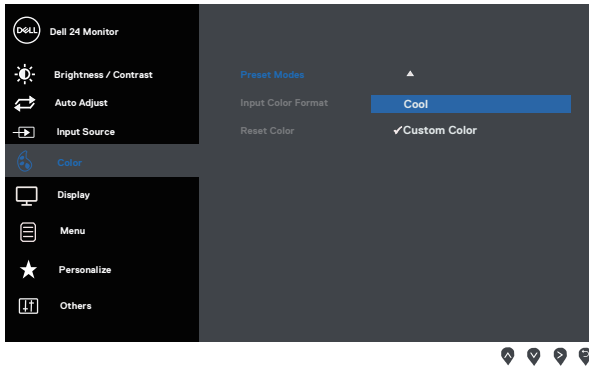 DELL
Dell 24 Monitor
Brightness / Contrast
Auto Adjust
Input Source
Color
Display
Menu
Personalize
Others
Preset Modes
Input Color Format
Reset Color
Cool
✓Custom Color